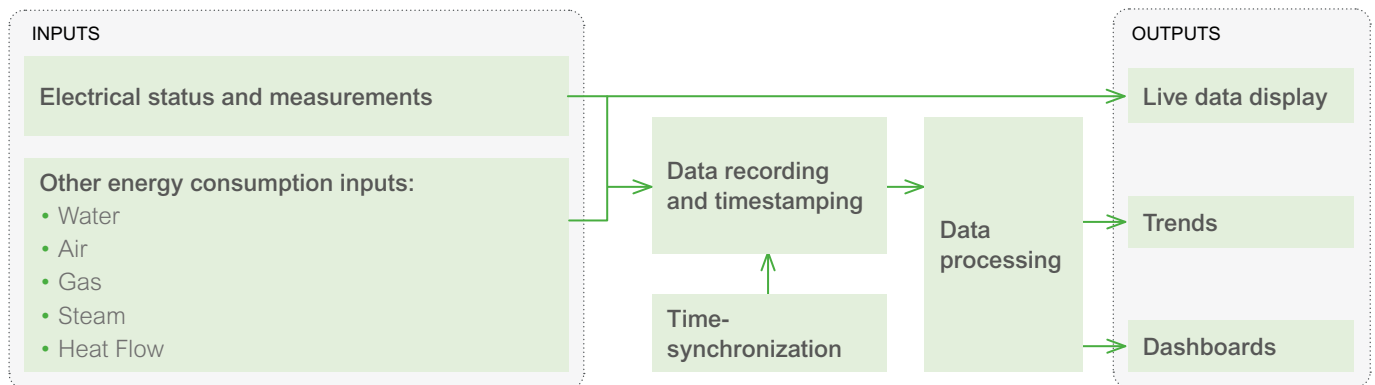 INPUTS
Electrical status and measurements
Other energy consumption inputs:
• Water
• Air
• Gas
• Steam
• Heat Flow
Data recording
and timestamping
Time-
synchronization
Data
processing
OUTPUTS
Live data display
Trends
Dashboards